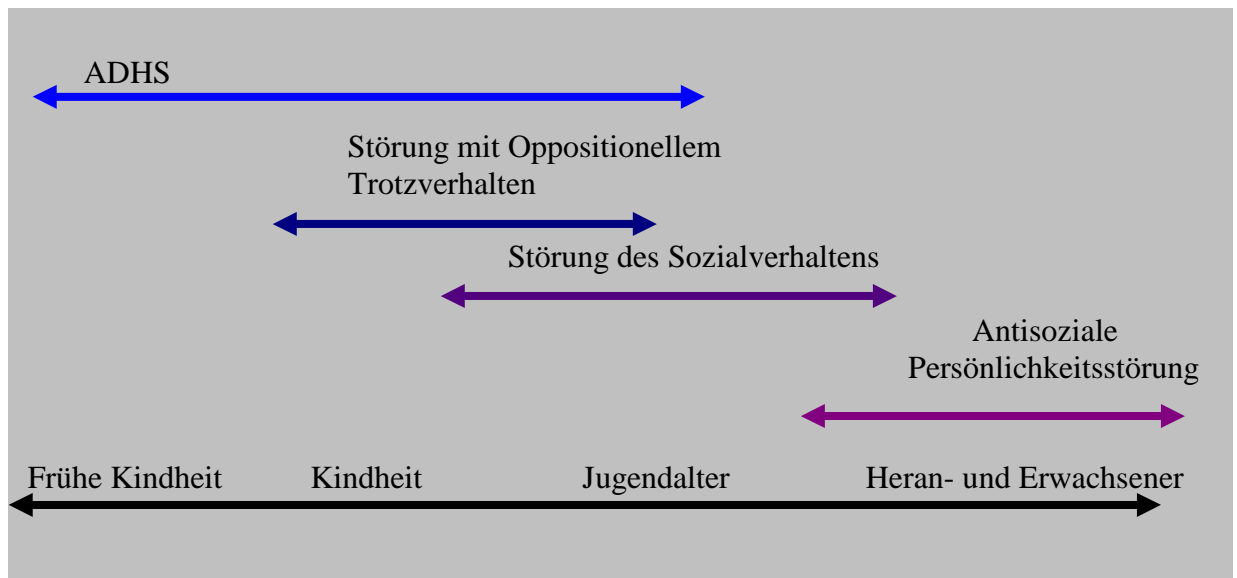 ADHS
Störung mit Oppositionellem
Trotzverhalten
Störung des Sozialverhaltens
Antisoziale
Persönlichkeitsstörung
Frühe Kindheit Kindheit Jugendalter Heran- und Erwachsener